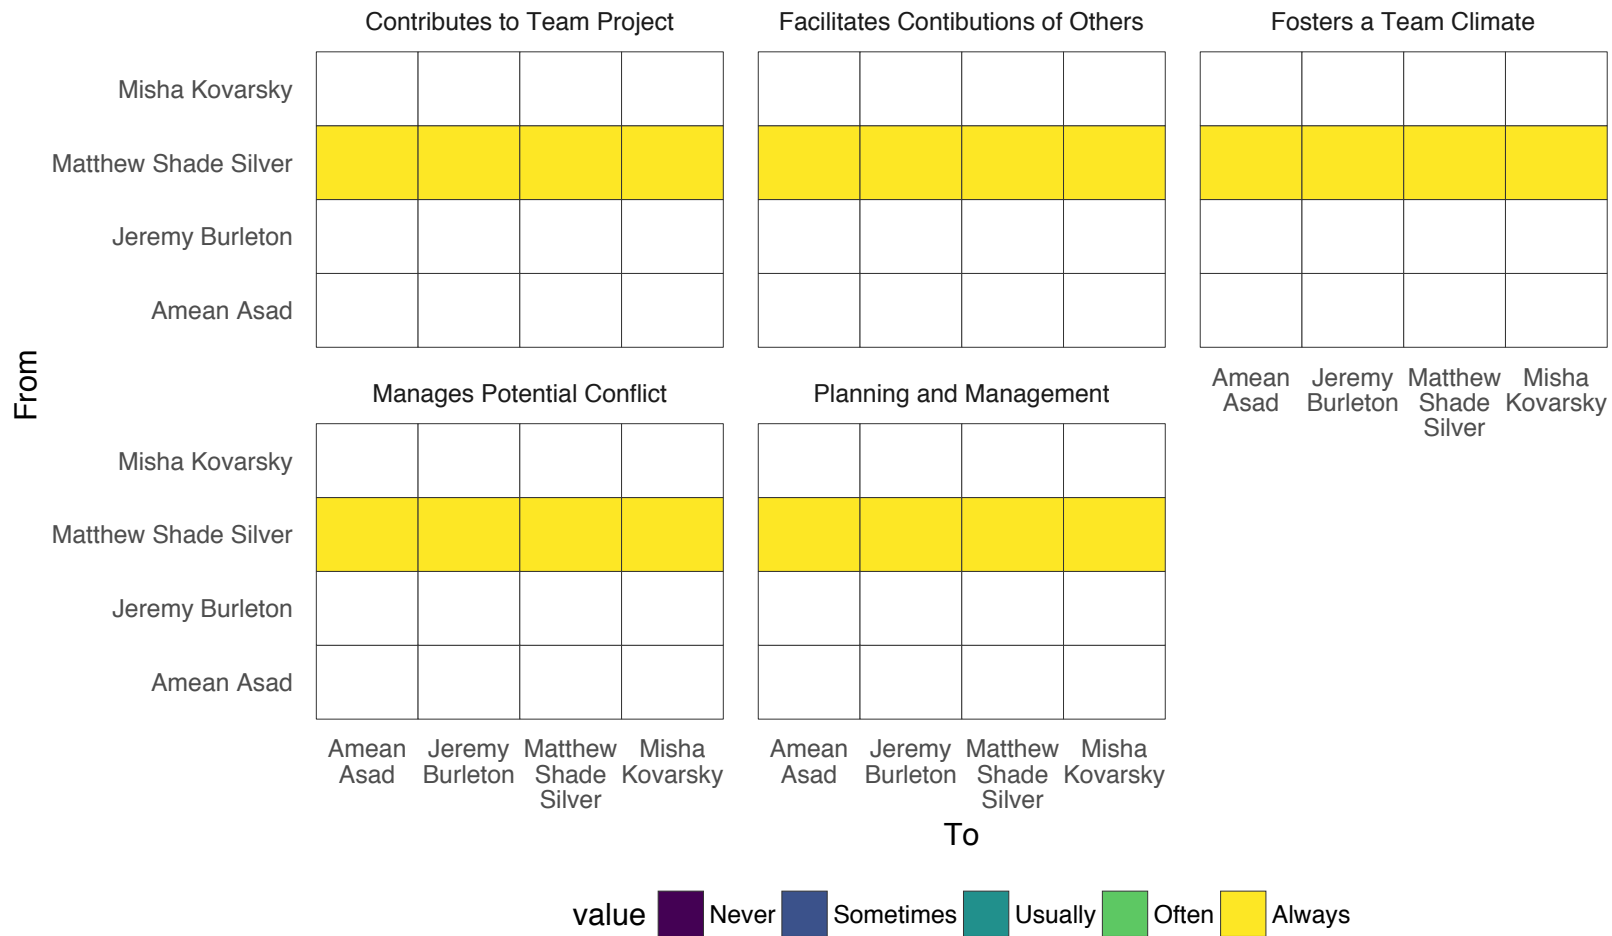 Contributes to Team Project
Facilitates Contibutions of Others
Fosters a Team Climate
Misha Kovarsky
Matthew Shade Silver
Jeremy Burleton
Amean Asad
Amean Asad
Jeremy Burleton
Matthew Shade Silver
Misha Kovarsky
From
Manages Potential Conflict
Planning and Management
Misha Kovarsky
Matthew Shade Silver
Jeremy Burleton
Amean Asad
Amean
Asad
Jeremy
Burleton
Matthew
Shade
Silver
Misha
Kovarsky
Amean
Asad
Jeremy
Burleton
Matthew
Shade
Silver
Misha
Kovarsky
To
value Never Sometimes Usually Often Always